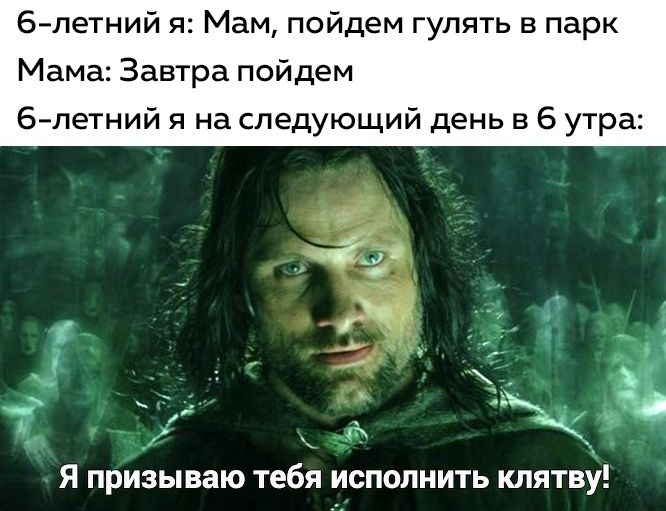 6-летний я: Мам, пойдем гулять в парк
Мама: Завтра пойдем
6-летний я на следующий день в 6 утра:
Я призываю тебя исполнить клятву!